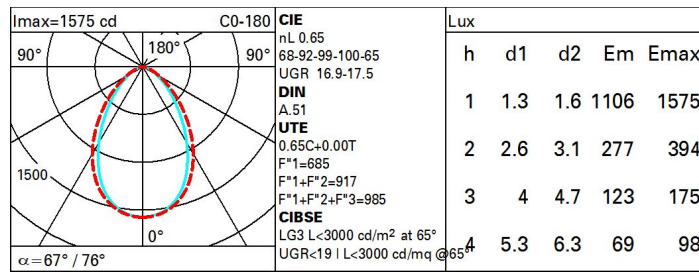 Imax=1575 cd C0-180
90° 180° 90°
1500
0°
α=67° / 76°
CIE
nL 0.65
68-92-99-100-65
UGR 16.9-17.5
DIN
A.51
UTE
0.65C+0.00T
F"1=685
F"1+F"2=917
F"1+F"2+F"3=985
CIBSE
LG3 L<3000 cd/m² at 65°
UGR<19 | L<3000 cd/mq @65°
Lux
h d1 d2 Em Emax
1 1.3 1.6 1106 1575
2 2.6 3.1 277 394
3 4 4.7 123 175
4 5.3 6.3 69 98